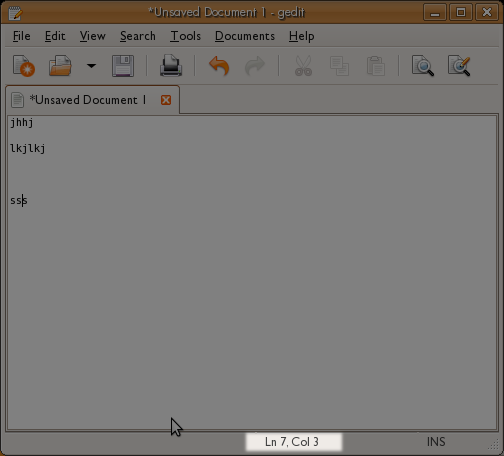 *Unsaved Document 1 - gedit
File Edit View Search Tools Documents Help
*Unsaved Document 1
jhhj
lkjlkj
sss
Ln 7, Col 3 INS